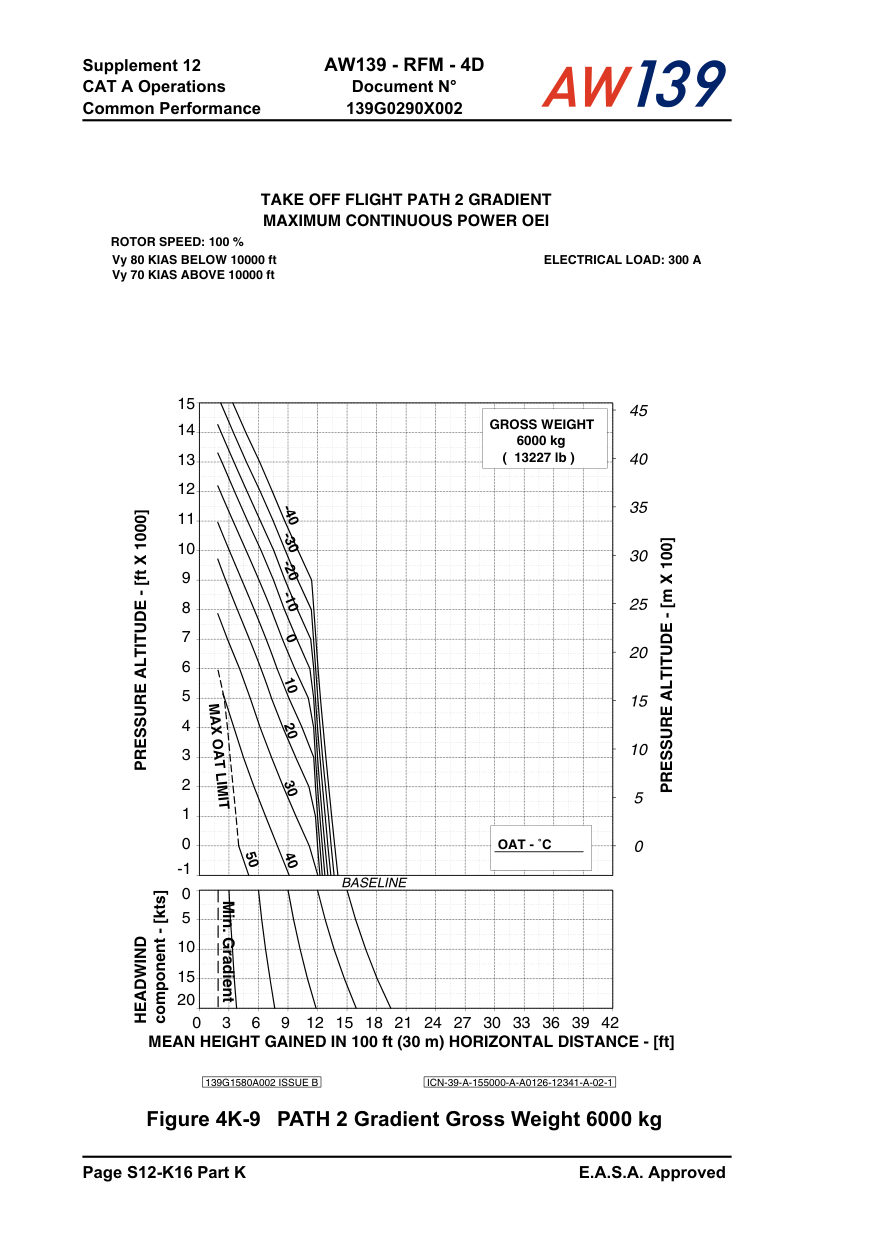 Supplement 12
CAT A Operations
Common Performance
AW139 - RFM - 4D
Document N°
139G0290X002
AW139
TAKE OFF FLIGHT PATH 2 GRADIENT
MAXIMUM CONTINUOUS POWER OEI
ROTOR SPEED: 100 %
Vy 80 KIAS BELOW 10000 ft
Vy 70 KIAS ABOVE 10000 ft
ELECTRICAL LOAD: 300 A
PRESSURE ALTITUDE - [ft X 1000]
15
14
13
12
11
10
9
8
7
6
5
4
3
2
1
0
-1
GROSS WEIGHT
6000 kg
( 13227 lb )
-40
-30
-20
-10
0
10
20
30
40
50
MAX OAT LIMIT
OAT - ˚C
45
40
35
30
25
20
15
10
5
0
PRESSURE ALTITUDE - [m X 100]
BASELINE
HEADWIND
component - [kts]
0
5
10
15
20
Min. Gradient
0 3 6 9 12 15 18 21 24 27 30 33 36 39 42
MEAN HEIGHT GAINED IN 100 ft (30 m) HORIZONTAL DISTANCE - [ft]
139G1580A002 ISSUE B
ICN-39-A-155000-A-A0126-12341-A-02-1
Figure 4K-9 PATH 2 Gradient Gross Weight 6000 kg
Page S12-K16 Part K
E.A.S.A. Approved